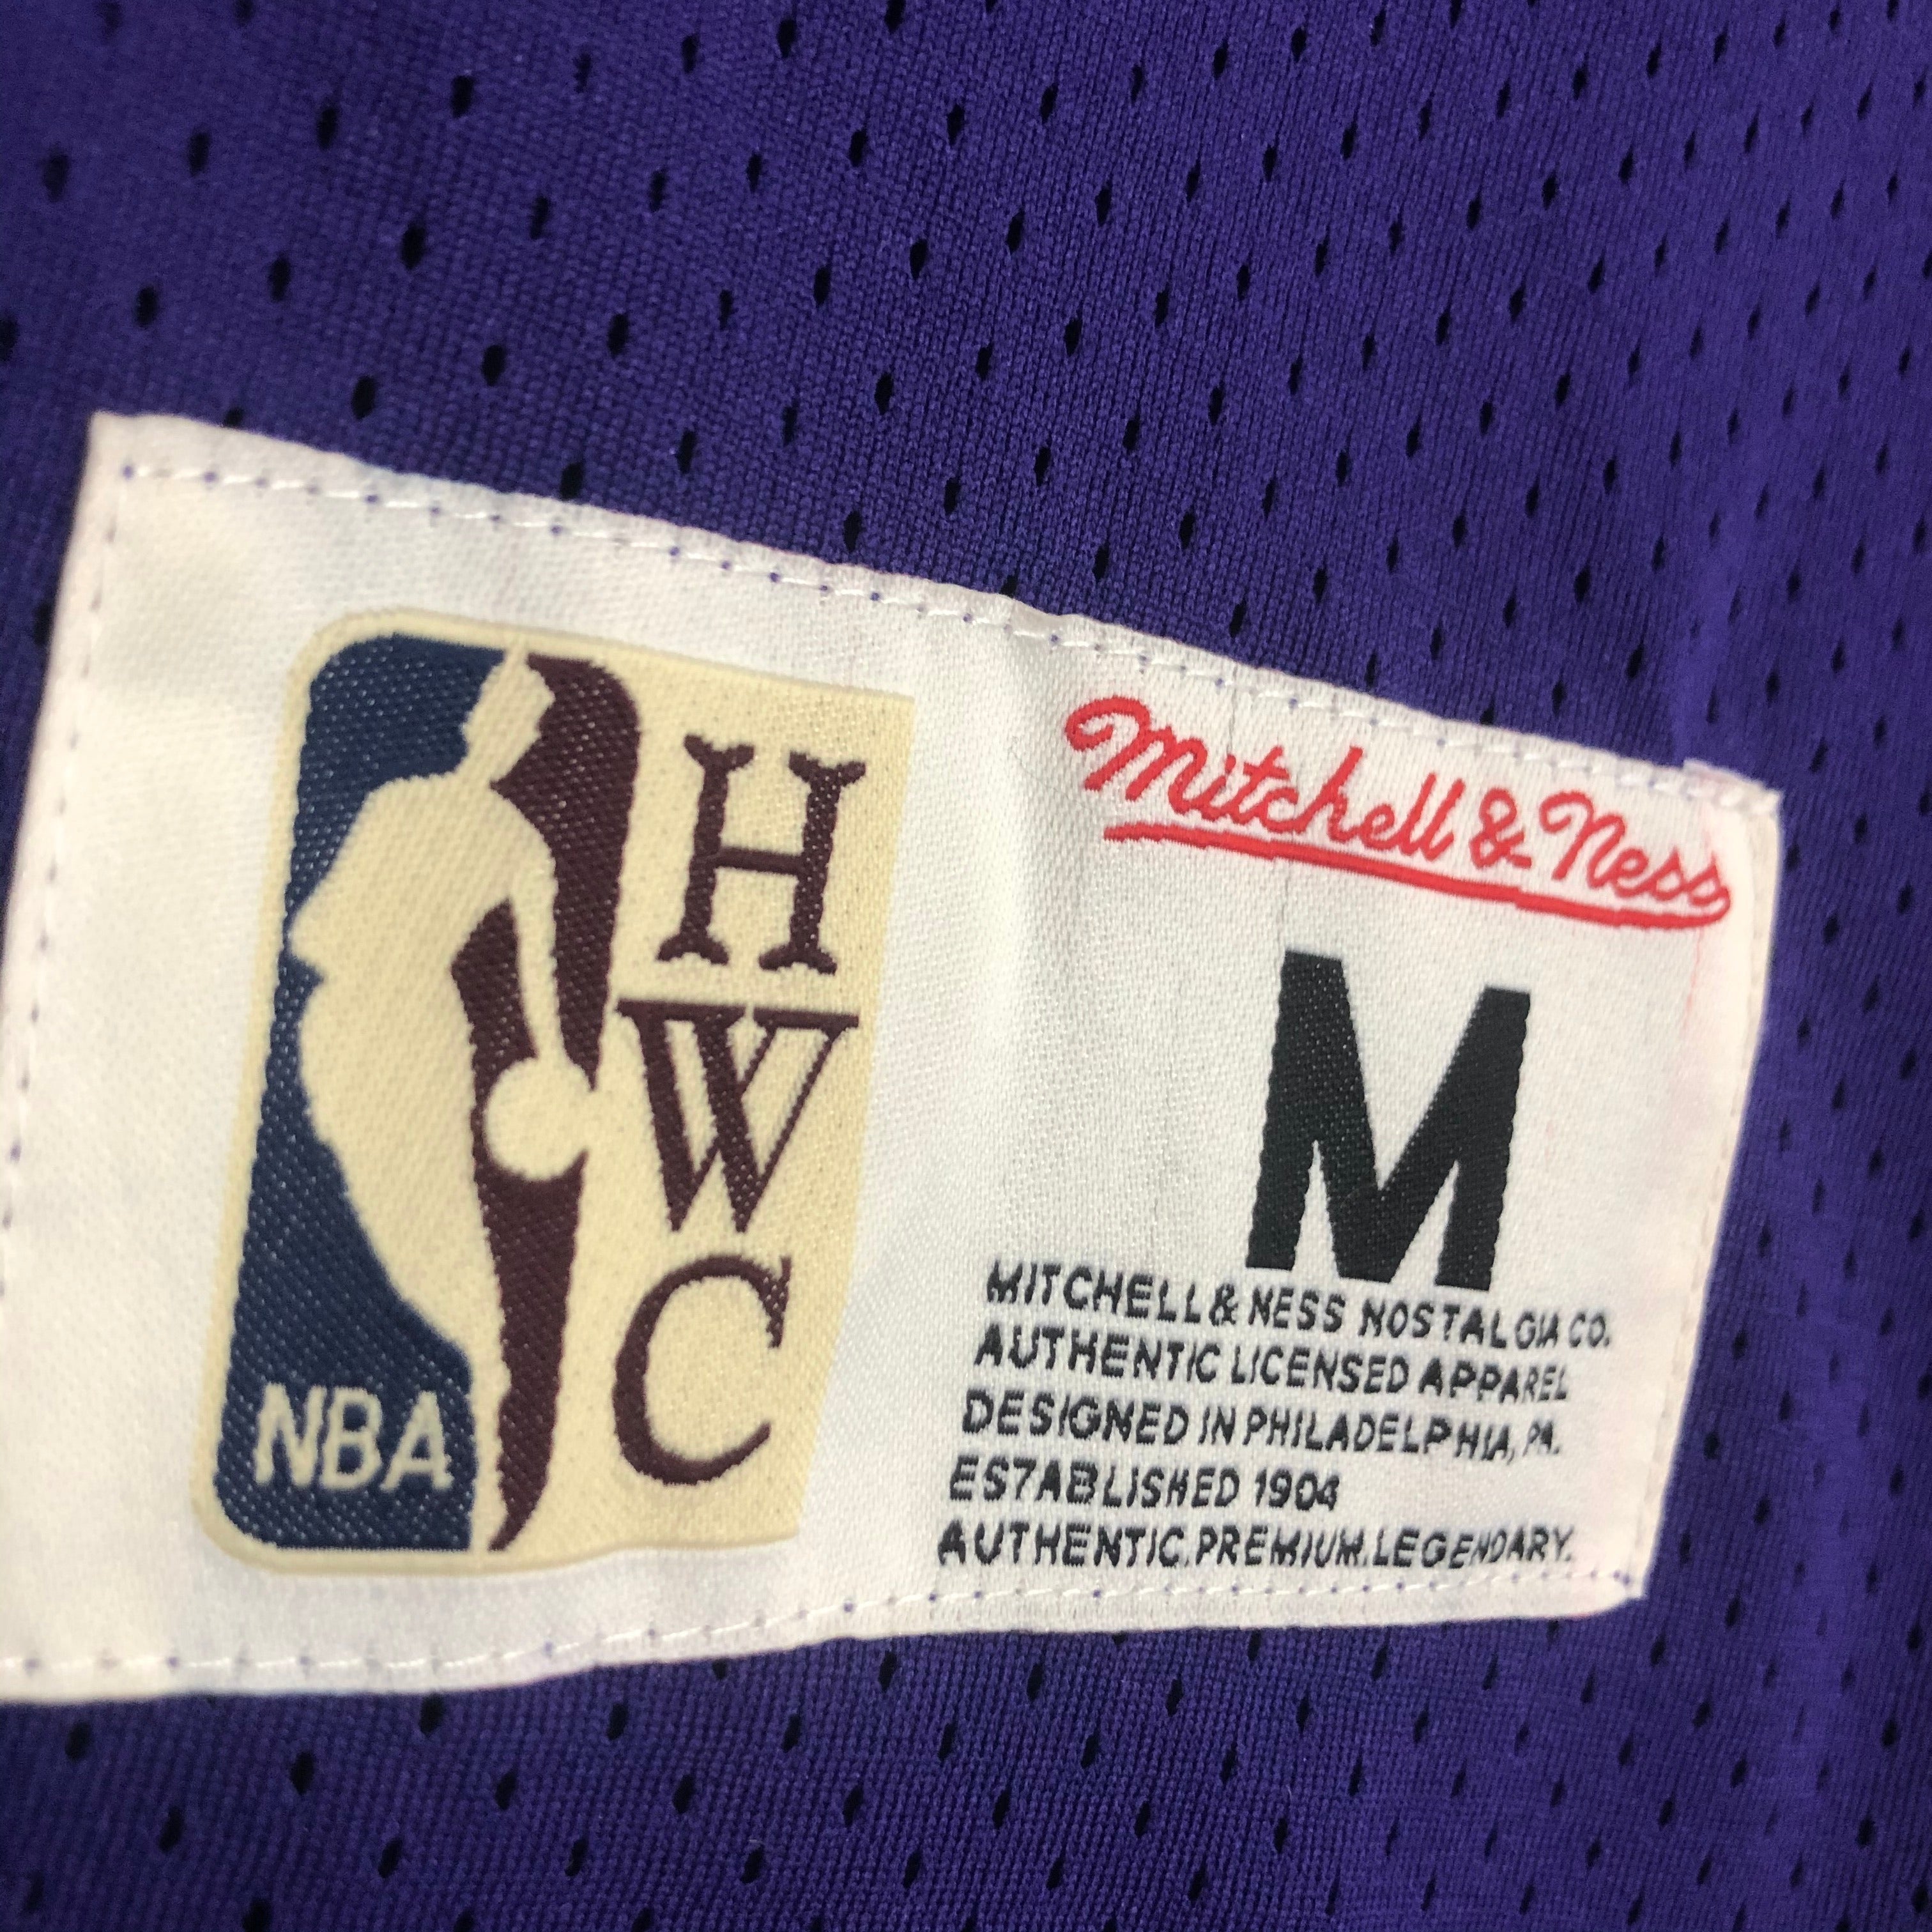 NBA
H
W
C
Mitchell & Ness
M
MITCHELL & NESS NOSTALGIA CO.
AUTHENTIC LICENSED APPAREL
DESIGNED IN PHILADELPHIA, PA.
ESTABLISHED 1904
AUTHENTIC.PREMIUM.LEGENDARY.